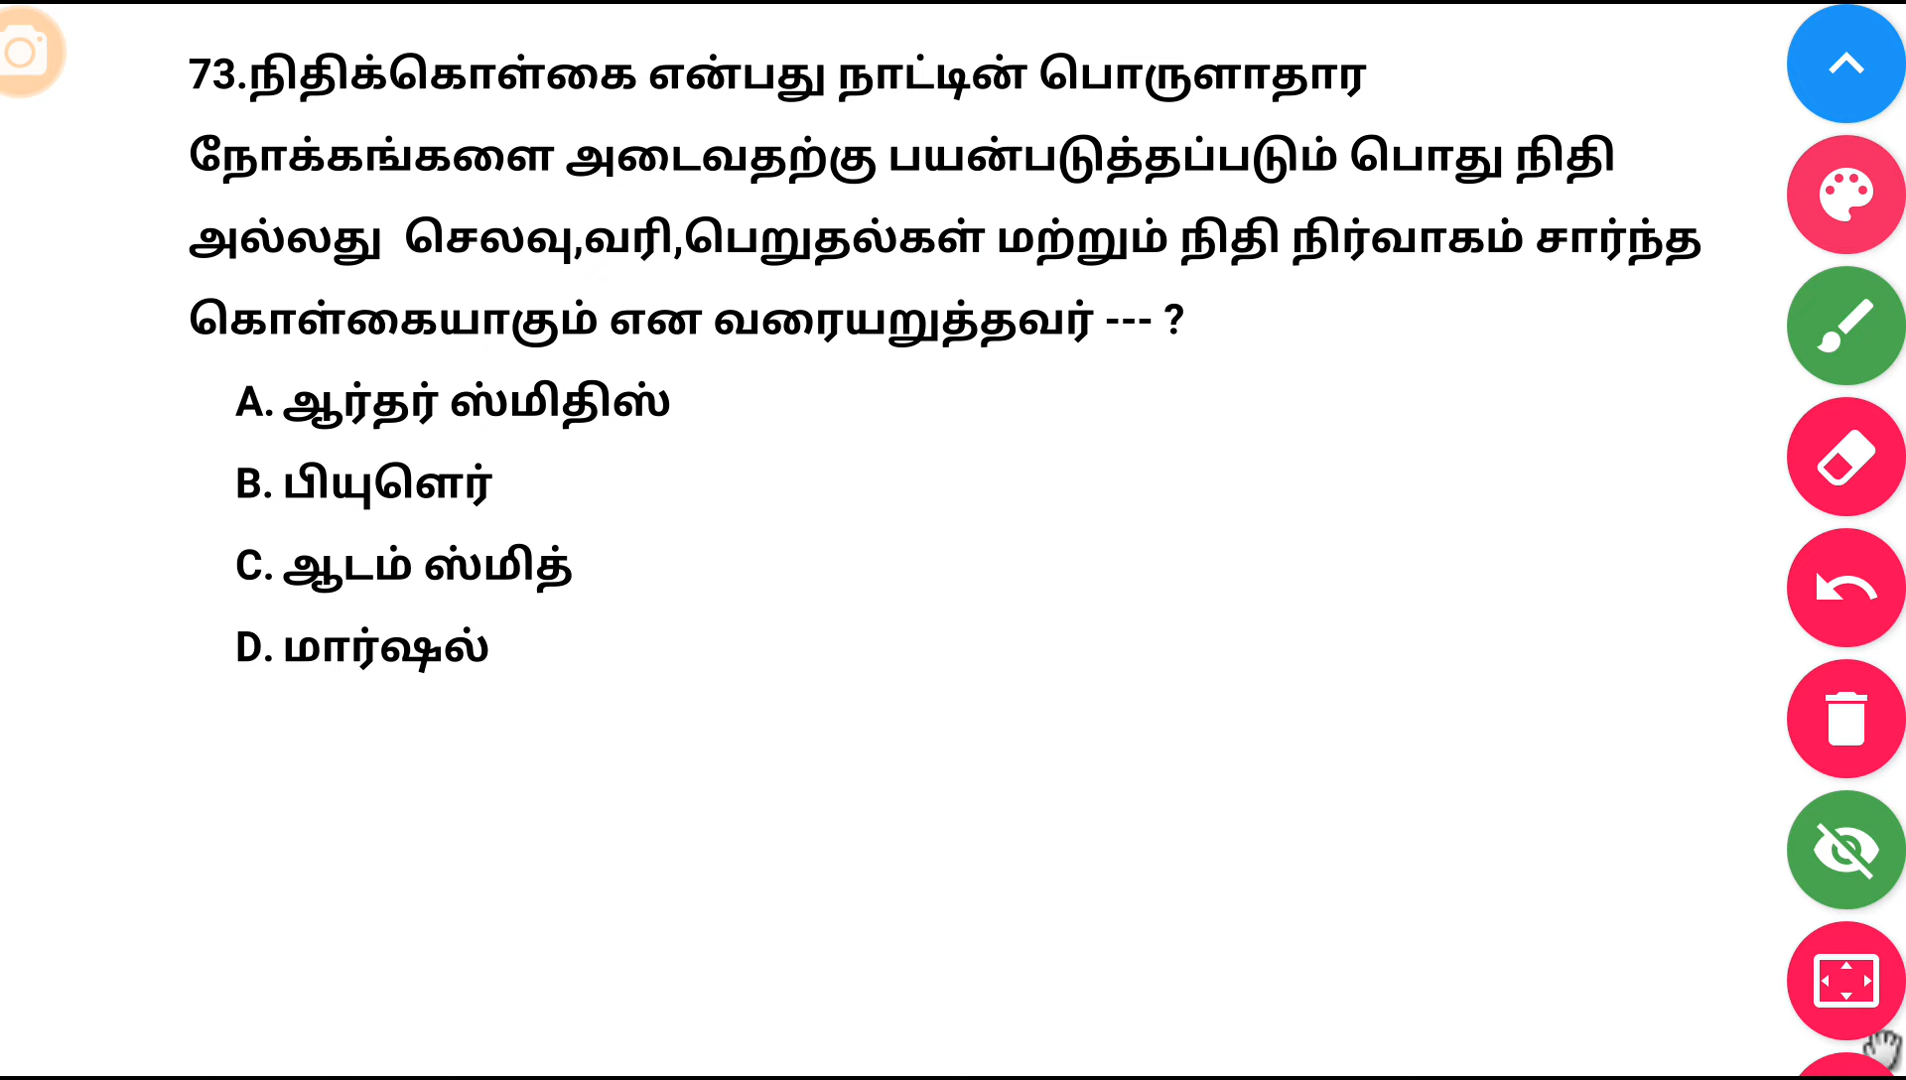 73.நிதிக்கொள்கை என்பது நாட்டின் பொருளாதார
நோக்கங்களை அடைவதற்கு பயன்படுத்தப்படும் பொது நிதி
அல்லது  செலவு,வரி,பெறுதல்கள் மற்றும் நிதி நிர்வாகம் சார்ந்த
கொள்கையாகும் என வரையறுத்தவர் --- ?
A. ஆர்தர் ஸ்மிதிஸ்
B. பியுளெர்
C. ஆடம் ஸ்மித்
D. மார்ஷல்